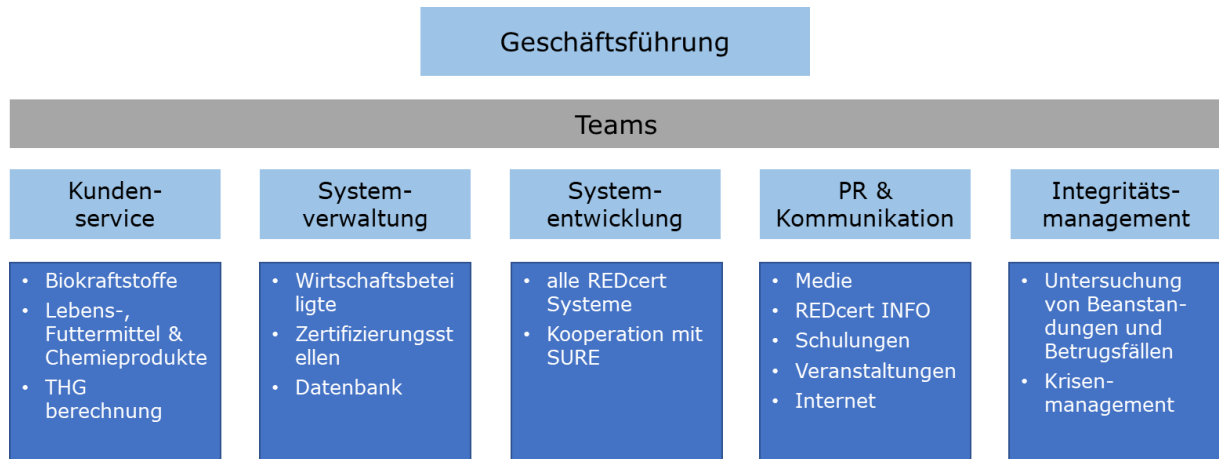 Geschäftsführung
Teams
Kunden-
service
System-
verwaltung
System-
entwicklung
PR &
Kommunikation
Integritäts-
management
• Biokraftstoffe
• Lebens-,
Futtermittel &
Chemieprodukte
• THG
berechnung
• Wirtschaftsbetei
ligte
• Zertifizierungsst
ellen
• Datenbank
• alle REDcert
Systeme
• Kooperation mit
SURE
• Medie
• REDcert INFO
• Schulungen
• Veranstaltungen
• Internet
• Untersuchung
von Beanstan-
dungen und
Betrugsfällen
• Krisen-
management